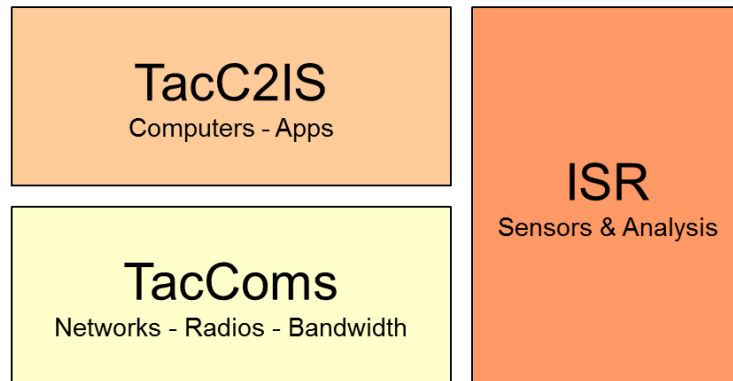 TacC2IS
Computers - Apps
TacComs
Networks - Radios - Bandwidth
ISR
Sensors & Analysis